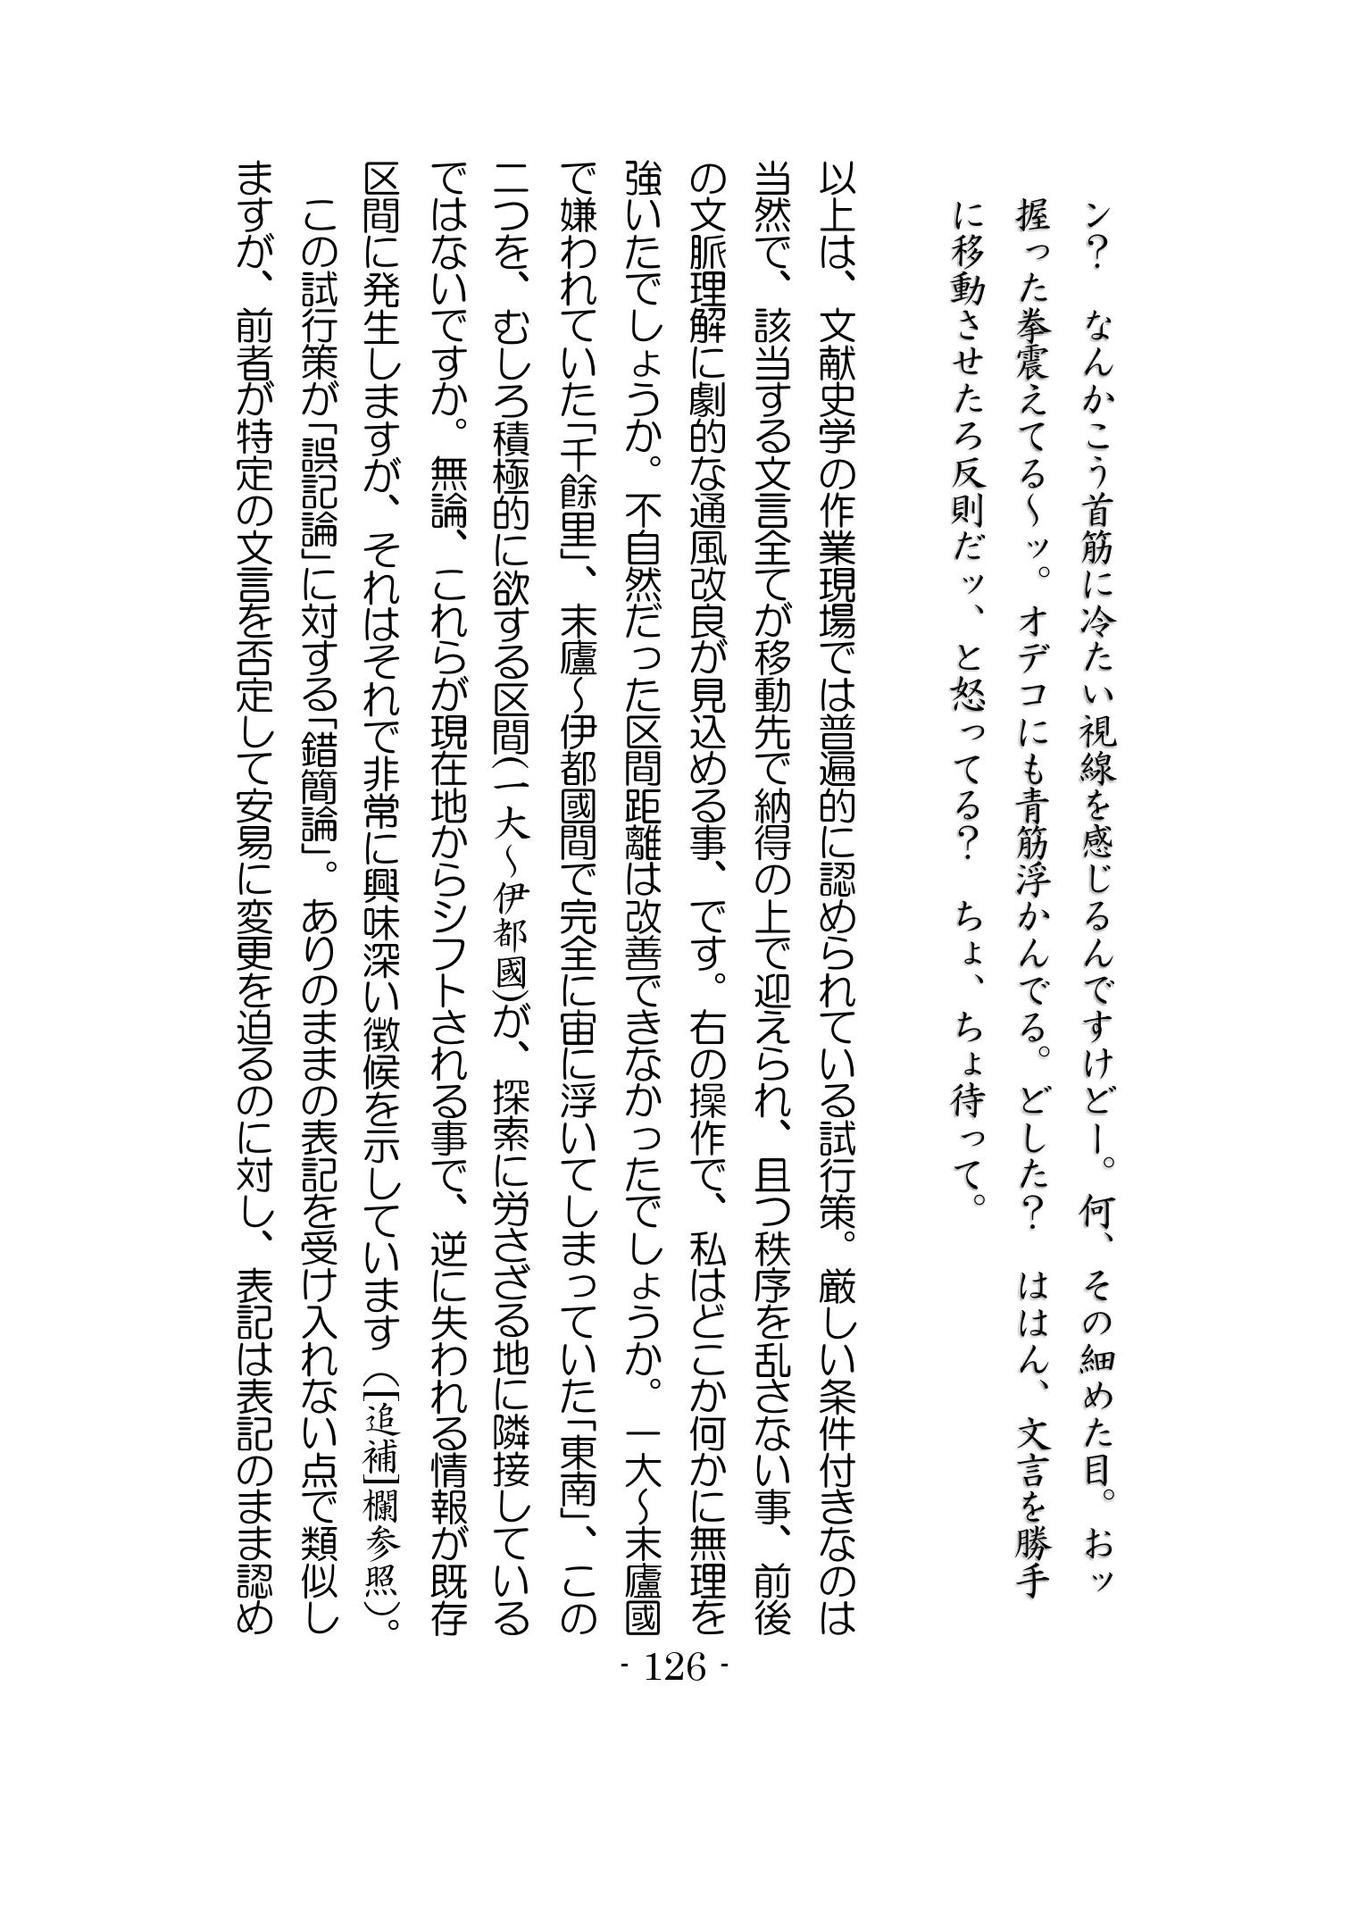 ン？　なんかこう首筋に冷たい視線を感じるんですけどー。何、その細めた目。おッ
握った拳震えてる～ッ。オデコにも青筋浮かんでる。どした？　ははん、文言を勝手
に移動させたろ反則だッ、と怒ってる？　ちょ、ちょ待って。
以上は、文献史学の作業現場では普遍的に認められている試行策。厳しい条件付きなのは
当然で、該当する文言全てが移動先で納得の上で迎えられ、且つ秩序を乱さない事、前後
の文脈理解に劇的な通風改良が見込める事、です。右の操作で、私はどこか何かに無理を
強いたでしょうか。不自然だった区間距離は改善できなかったでしょうか。一大～末廬國
で嫌われていた「千餘里」、末廬～伊都國間で完全に宙に浮いてしまっていた「東南」、この
二つを、むしろ積極的に欲する区間(一大～伊都國)が、探索に労さざる地に隣接している
ではないですか。無論、これらが現在地からシフトされる事で、逆に失われる情報が既存
区間に発生しますが、それはそれで非常に興味深い徴候を示しています（[追補]欄参照）。
　この試行策が「誤記論」に対する「錯簡論」。ありのままの表記を受け入れない点で類似し
ますが、前者が特定の文言を否定して安易に変更を迫るのに対し、表記は表記のまま認め
- 126 -